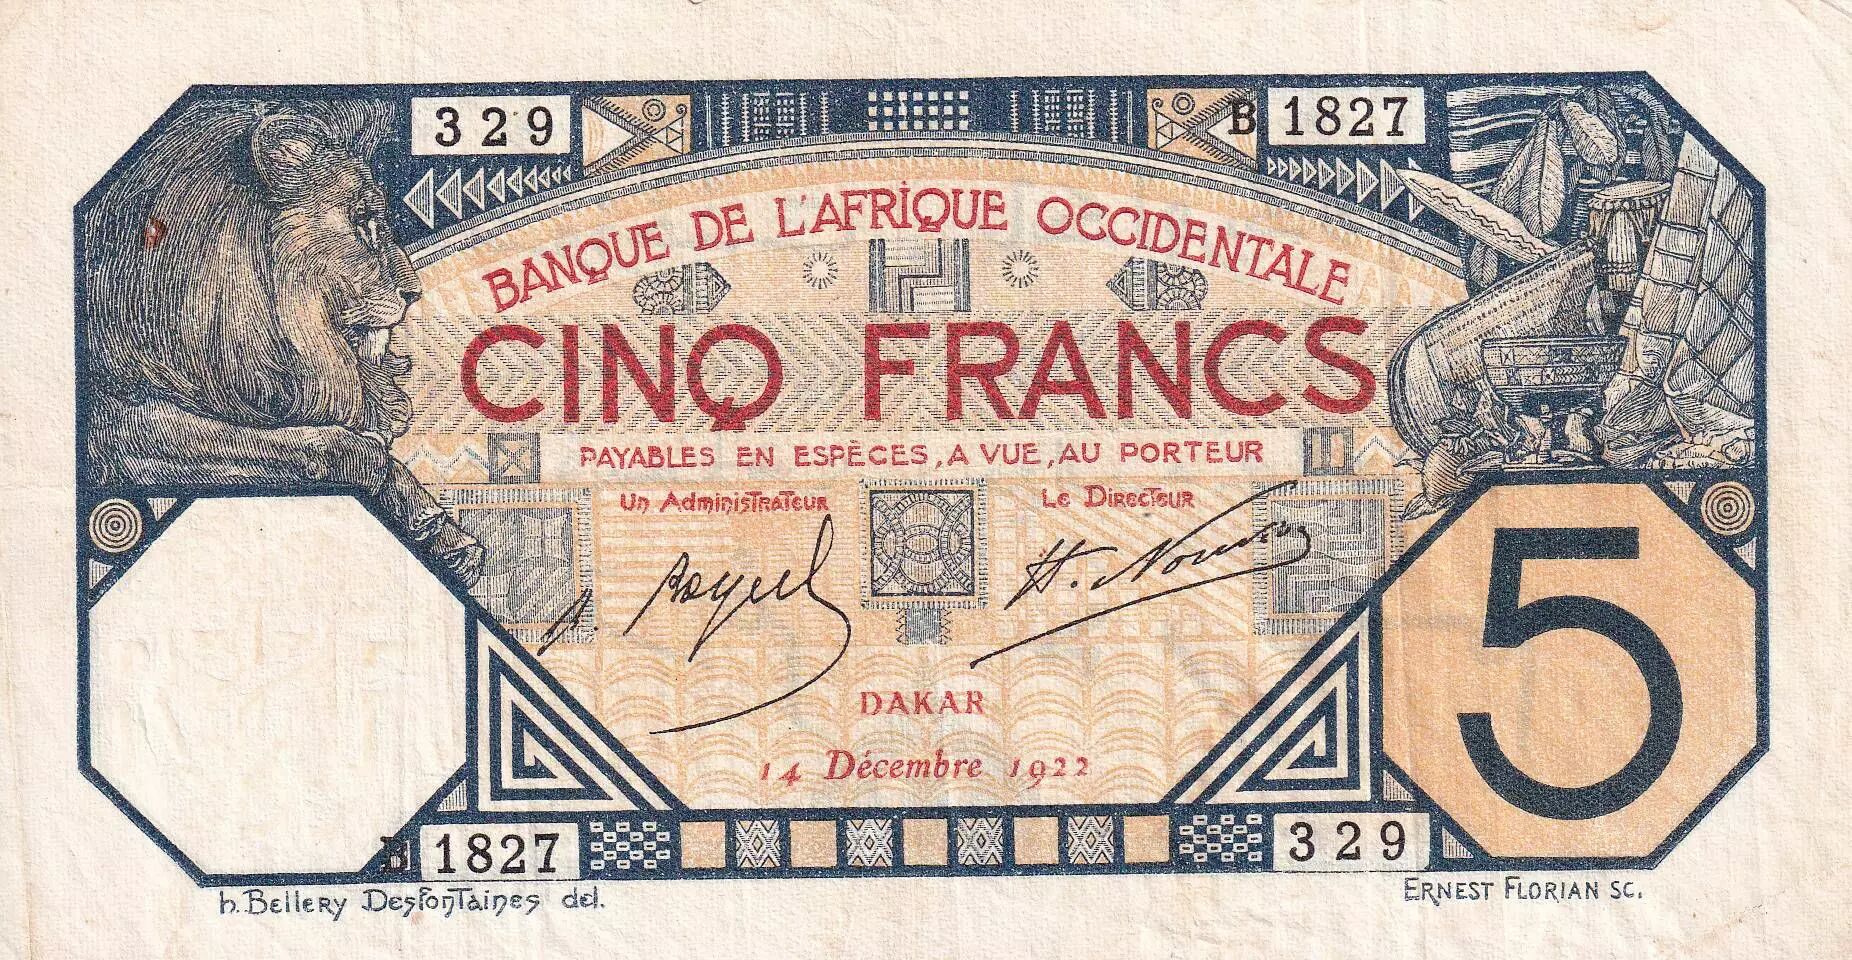 329
B 1827
BANQUE DE L'AFRIQUE OCCIDENTALE
CINQ FRANCS
PAYABLES EN ESPÈCES, A VUE, AU PORTEUR
Un Administrateur
Le Directeur
DAKAR
14 Décembre 1922
5
B 1827
329
h. Bellery Desfontaines del.
ERNEST FLORIAN SC.